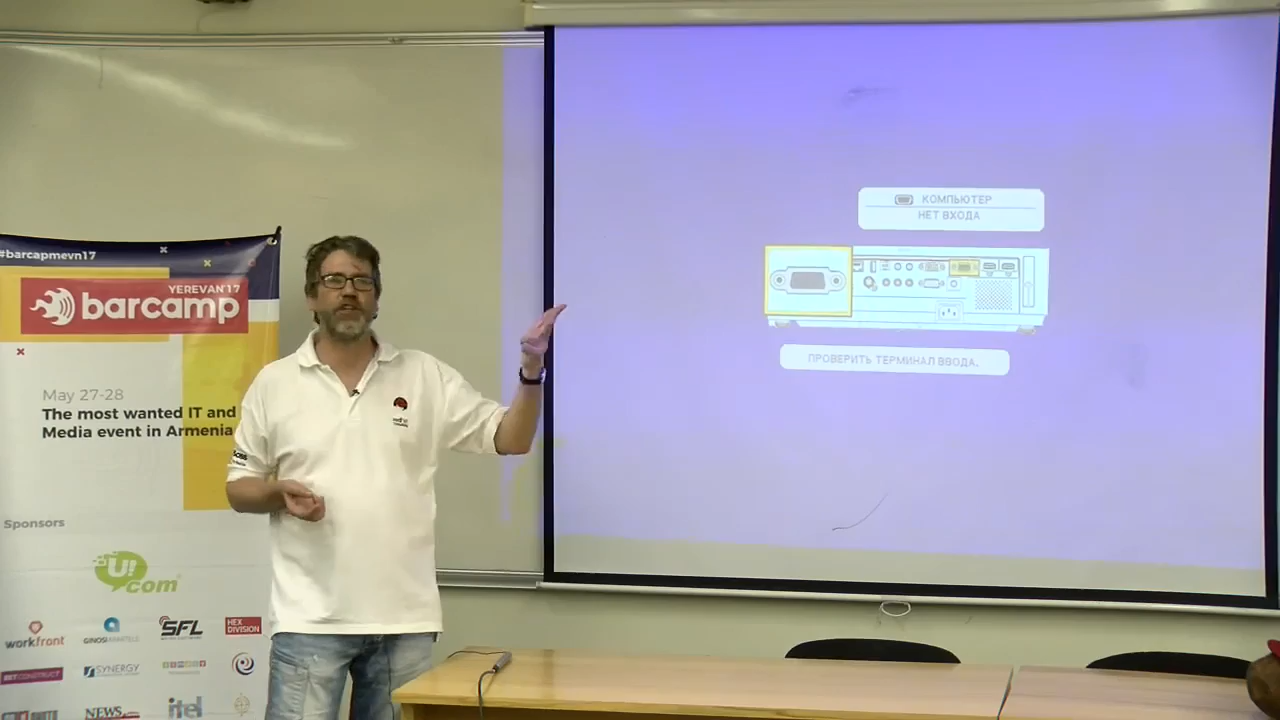 #barcapmevn17
YEREVAN'17
barcamp
May 27-28
The most wanted IT and
Media event in Armenia
Sponsors
U!com
workfront
SFL
HEX
DIVISION
SYNERGY
NEWS
itel
КОМПЬЮТЕР
НЕТ ВХОДА
ПРОВЕРИТЬ ТЕРМИНАЛ ВВОДА.